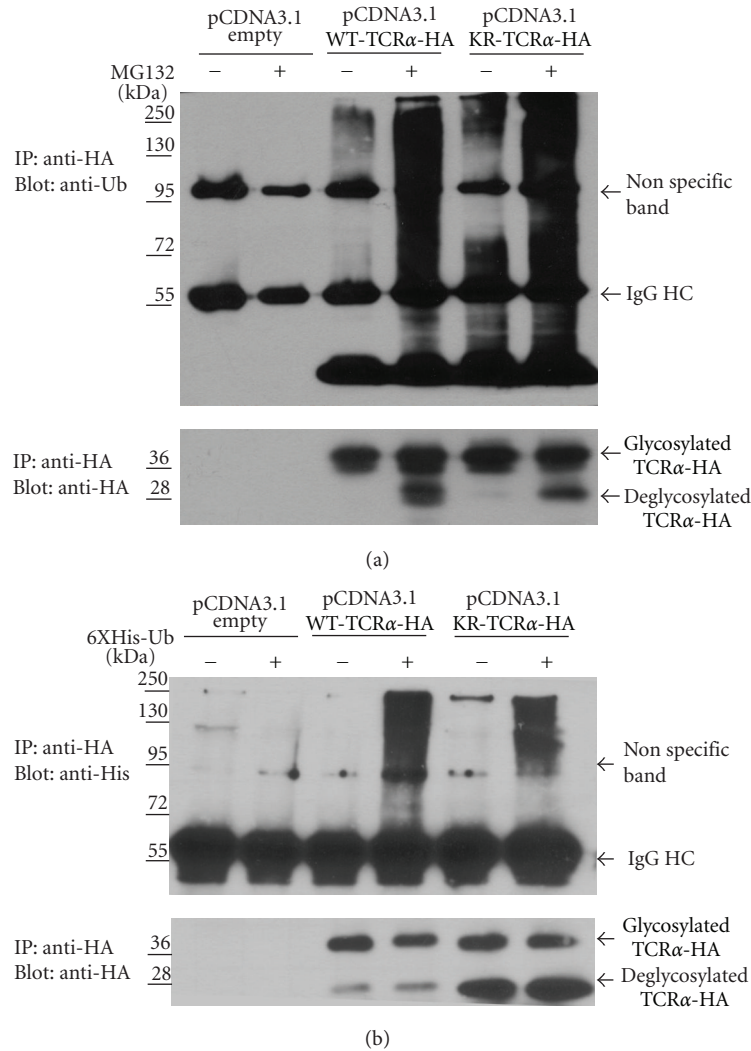 pCDNA3.1
empty
pCDNA3.1
WT-TCRα-HA
pCDNA3.1
KR-TCRα-HA
MG132 − + − + − +
(kDa)
250
130
95
72
55
IP: anti-HA
Blot: anti-Ub
← Non specific
band
← IgG HC
IP: anti-HA
Blot: anti-HA
36
28
← Glycosylated
TCRα-HA
← Deglycosylated
TCRα-HA
(a)
pCDNA3.1
empty
pCDNA3.1
WT-TCRα-HA
pCDNA3.1
KR-TCRα-HA
6XHis-Ub − + − + − +
(kDa)
250
130
95
72
55
IP: anti-HA
Blot: anti-His
← Non specific
band
← IgG HC
IP: anti-HA
Blot: anti-HA
36
28
← Glycosylated
TCRα-HA
← Deglycosylated
TCRα-HA
(b)